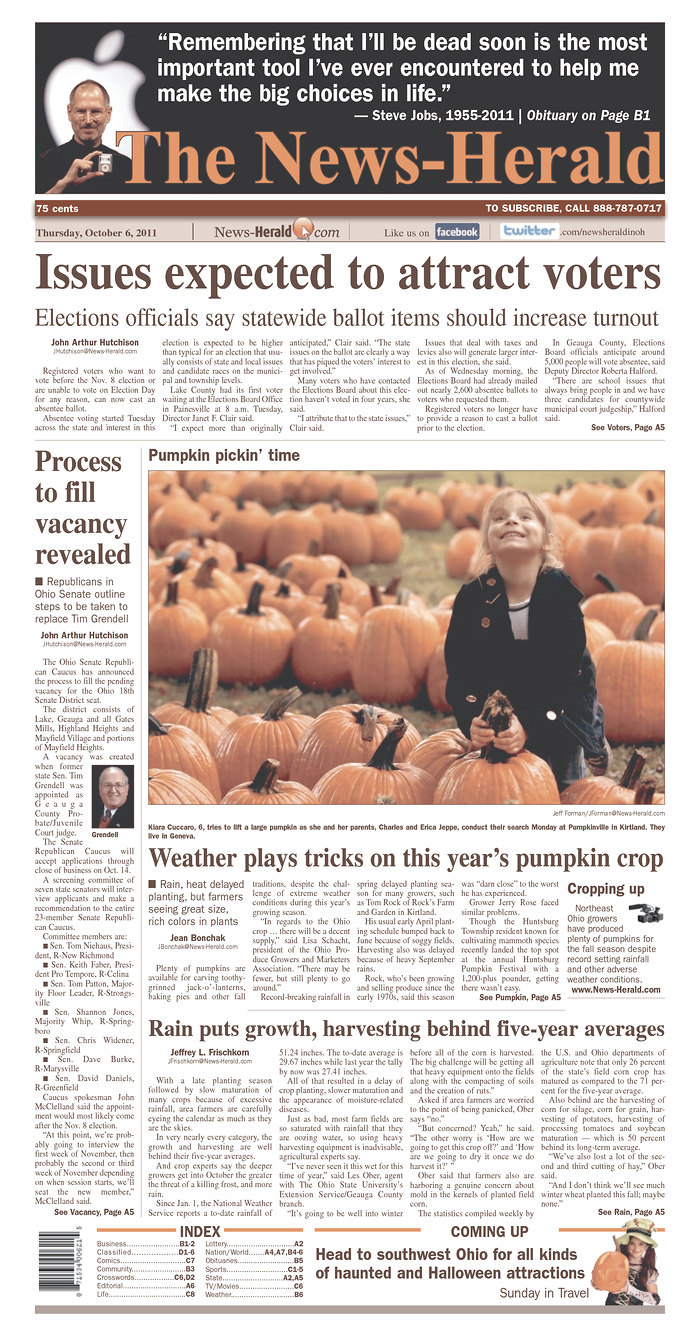 “Remembering that I’ll be dead soon is the most
important tool I’ve ever encountered to help me
make the big choices in life.”
— Steve Jobs, 1955-2011 | Obituary on Page B1
The News-Herald
75 cents
TO SUBSCRIBE, CALL 888-787-0717
Thursday, October 6, 2011
News-Herald.com
Like us on facebook
twitter.com/newsheraldinoh
Issues expected to attract voters
Elections officials say statewide ballot items should increase turnout
John Arthur Hutchison
JHutchison@News-Herald.com
Registered voters who want to
vote before the Nov. 8 election or
are unable to vote on Election Day
for any reason, can now cast an
absentee ballot.
Absentee voting started Tuesday
across the state and interest in this
election is expected to be higher
than typical for an election that usu-
ally consists of state and local issues
and candidate races on the munici-
pal and township levels.
Lake County had its first voter
waiting at the Elections Board Office
in Painesville at 8 a.m. Tuesday,
Director Janet F. Clair said.
“I expect more than originally
anticipated,” Clair said. “The state
issues on the ballot are clearly a way
that has piqued the voters’ interest to
get involved.”
Many voters who have contacted
the Elections Board about this elec-
tion haven’t voted in four years, she
said.
“I attribute that to the state issues,”
Clair said.
Issues that deal with taxes and
levies also will generate larger inter-
est in this election, she said.
As of Wednesday morning, the
Elections Board had already mailed
out nearly 2,600 absentee ballots to
voters who requested them.
Registered voters no longer have
to provide a reason to cast a ballot
prior to the election.
In Geauga County, Elections
Board officials anticipate around
5,000 people will vote absentee, said
Deputy Director Roberta Halford.
“There are school issues that
always bring people in and we have
three candidates for countywide
municipal court judgeship,” Halford
said.
See Voters, Page A5
Process
to fill
vacancy
revealed
■ Republicans in
Ohio Senate outline
steps to be taken to
replace Tim Grendell
John Arthur Hutchison
JHutchison@News-Herald.com
The Ohio Senate Republi-
can Caucus has announced
the process to fill the pending
vacancy for the Ohio 18th
Senate District seat.
The district consists of
Lake, Geauga and all Gates
Mills, Highland Heights and
Mayfield Village and portions
of Mayfield Heights.
A vacancy was created
when former
state Sen. Tim
Grendell was
appointed as
Geauga
County Pro-
bate/Juvenile
Court judge.
Grendell
The Senate
Republican Caucus will
accept applications through
close of business on Oct. 14.
A screening committee of
seven state senators will inter-
view applicants and make a
recommendation to the entire
23-member Senate Republi-
can Caucus.
Committee members are:
■ Sen. Tom Niehaus, Presi-
dent, R-New Richmond
■ Sen. Keith Faber, Presi-
dent Pro Tempore, R-Celina
■ Sen. Tom Patton, Major-
ity Floor Leader, R-Strongs-
ville
■ Sen. Shannon Jones,
Majority Whip, R-Spring-
boro
■ Sen. Chris Widener,
R-Springfield
■ Sen. Dave Burke,
R-Marysville
■ Sen. David Daniels,
R-Greenfield
Caucus spokesman John
McClelland said the appoint-
ment would most likely come
after the Nov. 8 election.
“At this point, we’re prob-
ably going to interview the
first week of November, then
probably the second or third
week of November depending
on when session starts, we’ll
seat the new member,”
McClelland said.
See Vacancy, Page A5
Pumpkin pickin’ time
Jeff Forman/JForman@News-Herald.com
Kiara Cuccaro, 6, tries to lift a large pumpkin as she and her parents, Charles and Erica Jeppe, conduct their search Monday at Pumpkinville in Kirtland. They
live in Geneva.
Weather plays tricks on this year’s pumpkin crop
■ Rain, heat delayed
planting, but farmers
seeing great size,
rich colors in plants
Jean Bonchak
JBonchak@News-Herald.com
Plenty of pumpkins are
available for carving toothy-
grinned jack-o’-lanterns,
baking pies and other fall
traditions, despite the chal-
lenge of extreme weather
conditions during this year’s
growing season.
“In regards to the Ohio
crop ... there will be a decent
supply,” said Lisa Schacht,
president of the Ohio Pro-
duce Growers and Marketers
Association. “There may be
fewer, but still plenty to go
around.”
Record-breaking rainfall in
spring delayed planting sea-
son for many growers, such
as Tom Rock of Rock’s Farm
and Garden in Kirtland.
His usual early April plant-
ing schedule bumped back to
June because of soggy fields.
Harvesting also was delayed
because of heavy September
rains.
Rock, who’s been growing
and selling produce since the
early 1970s, said this season
was “darn close” to the worst
he has experienced.
Grower Jerry Rose faced
similar problems.
Though the Huntsburg
Township resident known for
cultivating mammoth species
recently landed the top spot
at the annual Huntsburg
Pumpkin Festival with a
1,200-plus pounder, getting
there wasn’t easy.
See Pumpkin, Page A5
Cropping up
Northeast
Ohio growers
have produced
plenty of pumpkins for
the fall season despite
record setting rainfall
and other adverse
weather conditions.
www.News-Herald.com
Rain puts growth, harvesting behind five-year averages
Jeffrey L. Frischkorn
JFrischkorn@News-Herald.com
With a late planting season
followed by slow maturation of
many crops because of excessive
rainfall, area farmers are carefully
eyeing the calendar as much as they
are the skies.
In very nearly every category, the
growth and harvesting are well
behind their five-year averages.
And crop experts say the deeper
growers get into October the greater
the threat of a killing frost, and more
rain.
Since Jan. 1, the National Weather
Service reports a to-date rainfall of
51.24 inches. The to-date average is
29.67 inches while last year the tally
by now was 27.41 inches.
All of that resulted in a delay of
crop planting, slower maturation and
the appearance of moisture-related
diseases.
Just as bad, most farm fields are
so saturated with rainfall that they
are oozing water, so using heavy
harvesting equipment is inadvisable,
agricultural experts say.
“I’ve never seen it this wet for this
time of year,” said Les Ober, agent
with The Ohio State University’s
Extension Service/Geauga County
branch.
“It’s going to be well into winter
before all of the corn is harvested.
The big challenge will be getting all
that heavy equipment onto the fields
along with the compacting of soils
and the creation of ruts.”
Asked if area farmers are worried
to the point of being panicked, Ober
says “no.”
“But concerned? Yeah,” he said.
“The other worry is ‘How are we
going to get this crop off?’ and ‘How
are we going to dry it once we do
harvest it?’”
Ober said that farmers also are
harboring a genuine concern about
mold in the kernels of planted field
corn.
The statistics compiled weekly by
the U.S. and Ohio departments of
agriculture note that only 26 percent
of the state’s field corn crop has
matured as compared to the 71 per-
cent for the five-year average.
Also behind are the harvesting of
corn for silage, corn for grain, har-
vesting of potatoes, harvesting of
processing tomatoes and soybean
maturation — which is 50 percent
behind its long-term average.
“We’ve also lost a lot of the sec-
ond and third cutting of hay,” Ober
said.
“And I don’t think we’ll see much
winter wheat planted this fall; maybe
none.”
See Rain, Page A5
INDEX
Business B1-2
Classified D1-6
Comics C7
Community B3
Crosswords C6,D2
Editorial A6
Life C8
Lottery A2
Nation/World A4,A7,B4-6
Obituaries B5
Sports C1-5
State A2,A5
TV/Movies C6
Weather B6
COMING UP
Head to southwest Ohio for all kinds
of haunted and Halloween attractions
Sunday in Travel